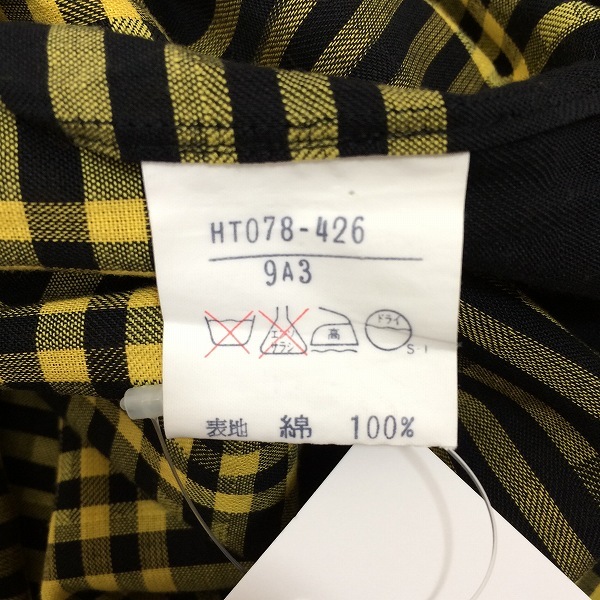 HT078-426
9A3
エンソ サラシ 高 ドライ
S・I
表地 綿 100%